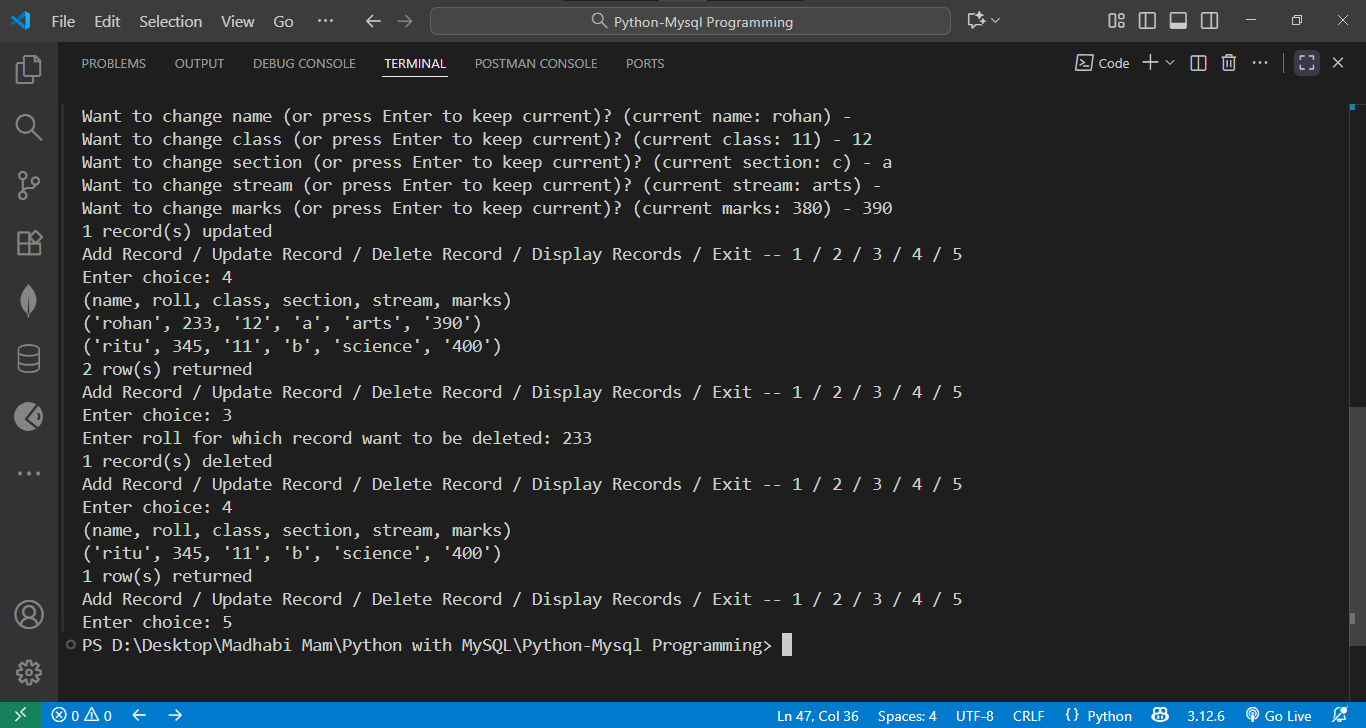 File Edit Selection View Go ··· Python-Mysql Programming
PROBLEMS OUTPUT DEBUG CONSOLE TERMINAL POSTMAN CONSOLE PORTS Code
Want to change name (or press Enter to keep current)? (current name: rohan) -
Want to change class (or press Enter to keep current)? (current class: 11) - 12
Want to change section (or press Enter to keep current)? (current section: c) - a
Want to change stream (or press Enter to keep current)? (current stream: arts) -
Want to change marks (or press Enter to keep current)? (current marks: 380) - 390
1 record(s) updated
Add Record / Update Record / Delete Record / Display Records / Exit -- 1 / 2 / 3 / 4 / 5
Enter choice: 4
(name, roll, class, section, stream, marks)
('rohan', 233, '12', 'a', 'arts', '390')
('ritu', 345, '11', 'b', 'science', '400')
2 row(s) returned
Add Record / Update Record / Delete Record / Display Records / Exit -- 1 / 2 / 3 / 4 / 5
Enter choice: 3
Enter roll for which record want to be deleted: 233
1 record(s) deleted
Add Record / Update Record / Delete Record / Display Records / Exit -- 1 / 2 / 3 / 4 / 5
Enter choice: 4
(name, roll, class, section, stream, marks)
('ritu', 345, '11', 'b', 'science', '400')
1 row(s) returned
Add Record / Update Record / Delete Record / Display Records / Exit -- 1 / 2 / 3 / 4 / 5
Enter choice: 5
PS D:\Desktop\Madhabi Mam\Python with MySQL\Python-Mysql Programming>
0 0 Ln 47, Col 36 Spaces: 4 UTF-8 CRLF {} Python 3.12.6 Go Live